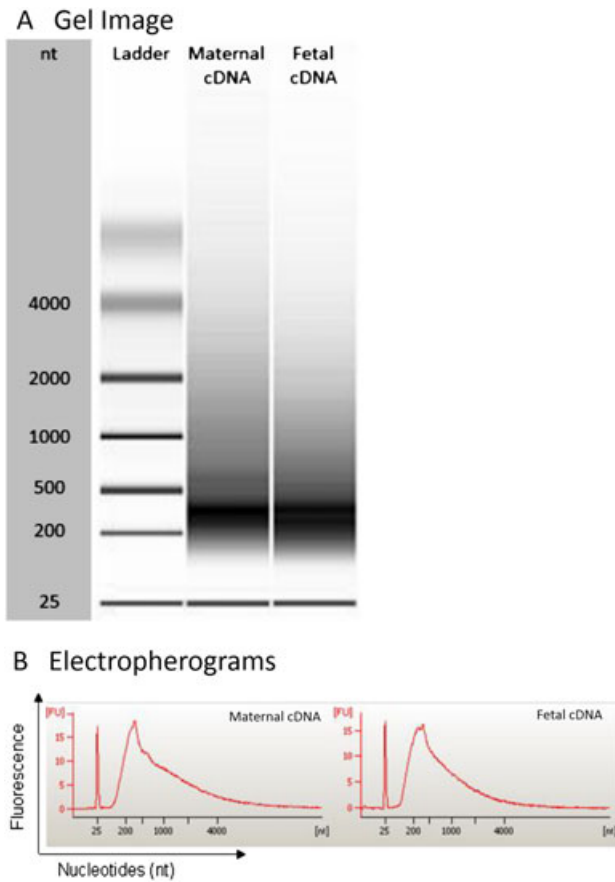 A Gel Image
nt Ladder Maternal cDNA Fetal cDNA
4000
2000
1000
500
200
25
B Electropherograms
Fluorescence
[FU] Maternal cDNA
15
10
5
0
25 200 1000 4000 [nt]
[FU] Fetal cDNA
15
10
5
0
25 200 1000 4000 [nt]
Nucleotides (nt)